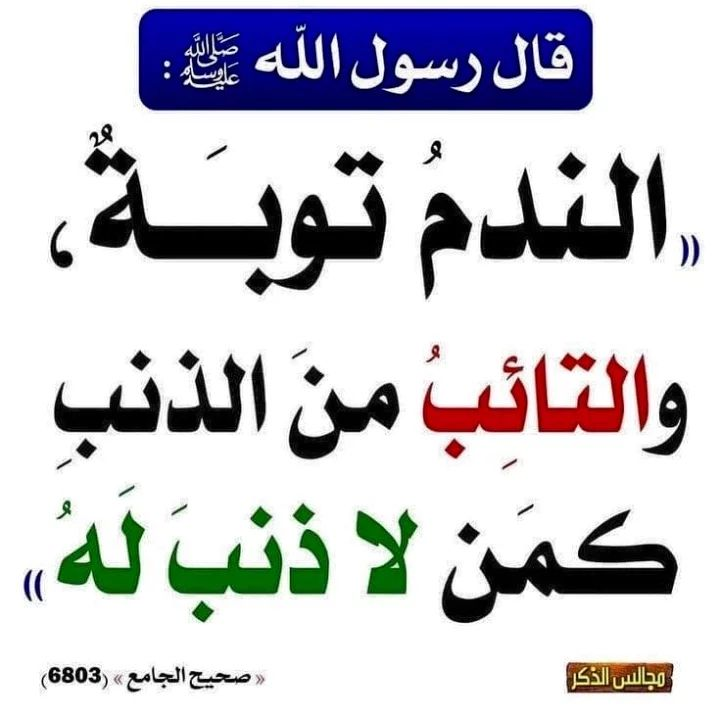 قال رسول الله ﷺ :
« الندمُ توبـَـةٌ ،
والتائِبُ منَ الذنبِ
كمَن لا ذنبَ لَهُ »
« صحيح الجامع » (6803)
مجالس الذكر